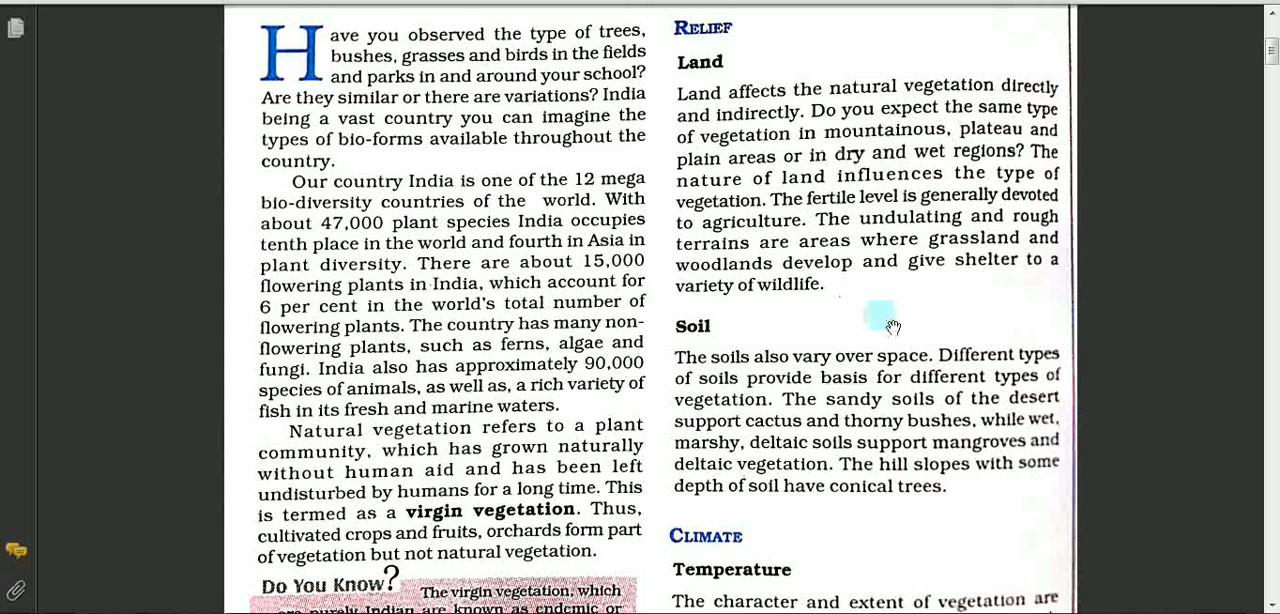 Have you observed the type of trees,
bushes, grasses and birds in the fields
and parks in and around your school?
Are they similar or there are variations? India
being a vast country you can imagine the
types of bio-forms available throughout the
country.
Our country India is one of the 12 mega
bio-diversity countries of the world. With
about 47,000 plant species India occupies
tenth place in the world and fourth in Asia in
plant diversity. There are about 15,000
flowering plants in India, which account for
6 per cent in the world's total number of
flowering plants. The country has many non-
flowering plants, such as ferns, algae and
fungi. India also has approximately 90,000
species of animals, as well as, a rich variety of
fish in its fresh and marine waters.
Natural vegetation refers to a plant
community, which has grown naturally
without human aid and has been left
undisturbed by humans for a long time. This
is termed as a virgin vegetation. Thus,
cultivated crops and fruits, orchards form part
of vegetation but not natural vegetation.
Do You Know?
The virgin vegetation, which
are purely Indian are known as endemic or
RELIEF
Land
Land affects the natural vegetation directly
and indirectly. Do you expect the same type
of vegetation in mountainous, plateau and
plain areas or in dry and wet regions? The
nature of land influences the type of
vegetation. The fertile level is generally devoted
to agriculture. The undulating and rough
terrains are areas where grassland and
woodlands develop and give shelter to a
variety of wildlife.
Soil
The soils also vary over space. Different types
of soils provide basis for different types of
vegetation. The sandy soils of the desert
support cactus and thorny bushes, while wet,
marshy, deltaic soils support mangroves and
deltaic vegetation. The hill slopes with some
depth of soil have conical trees.
CLIMATE
Temperature
The character and extent of vegetation are